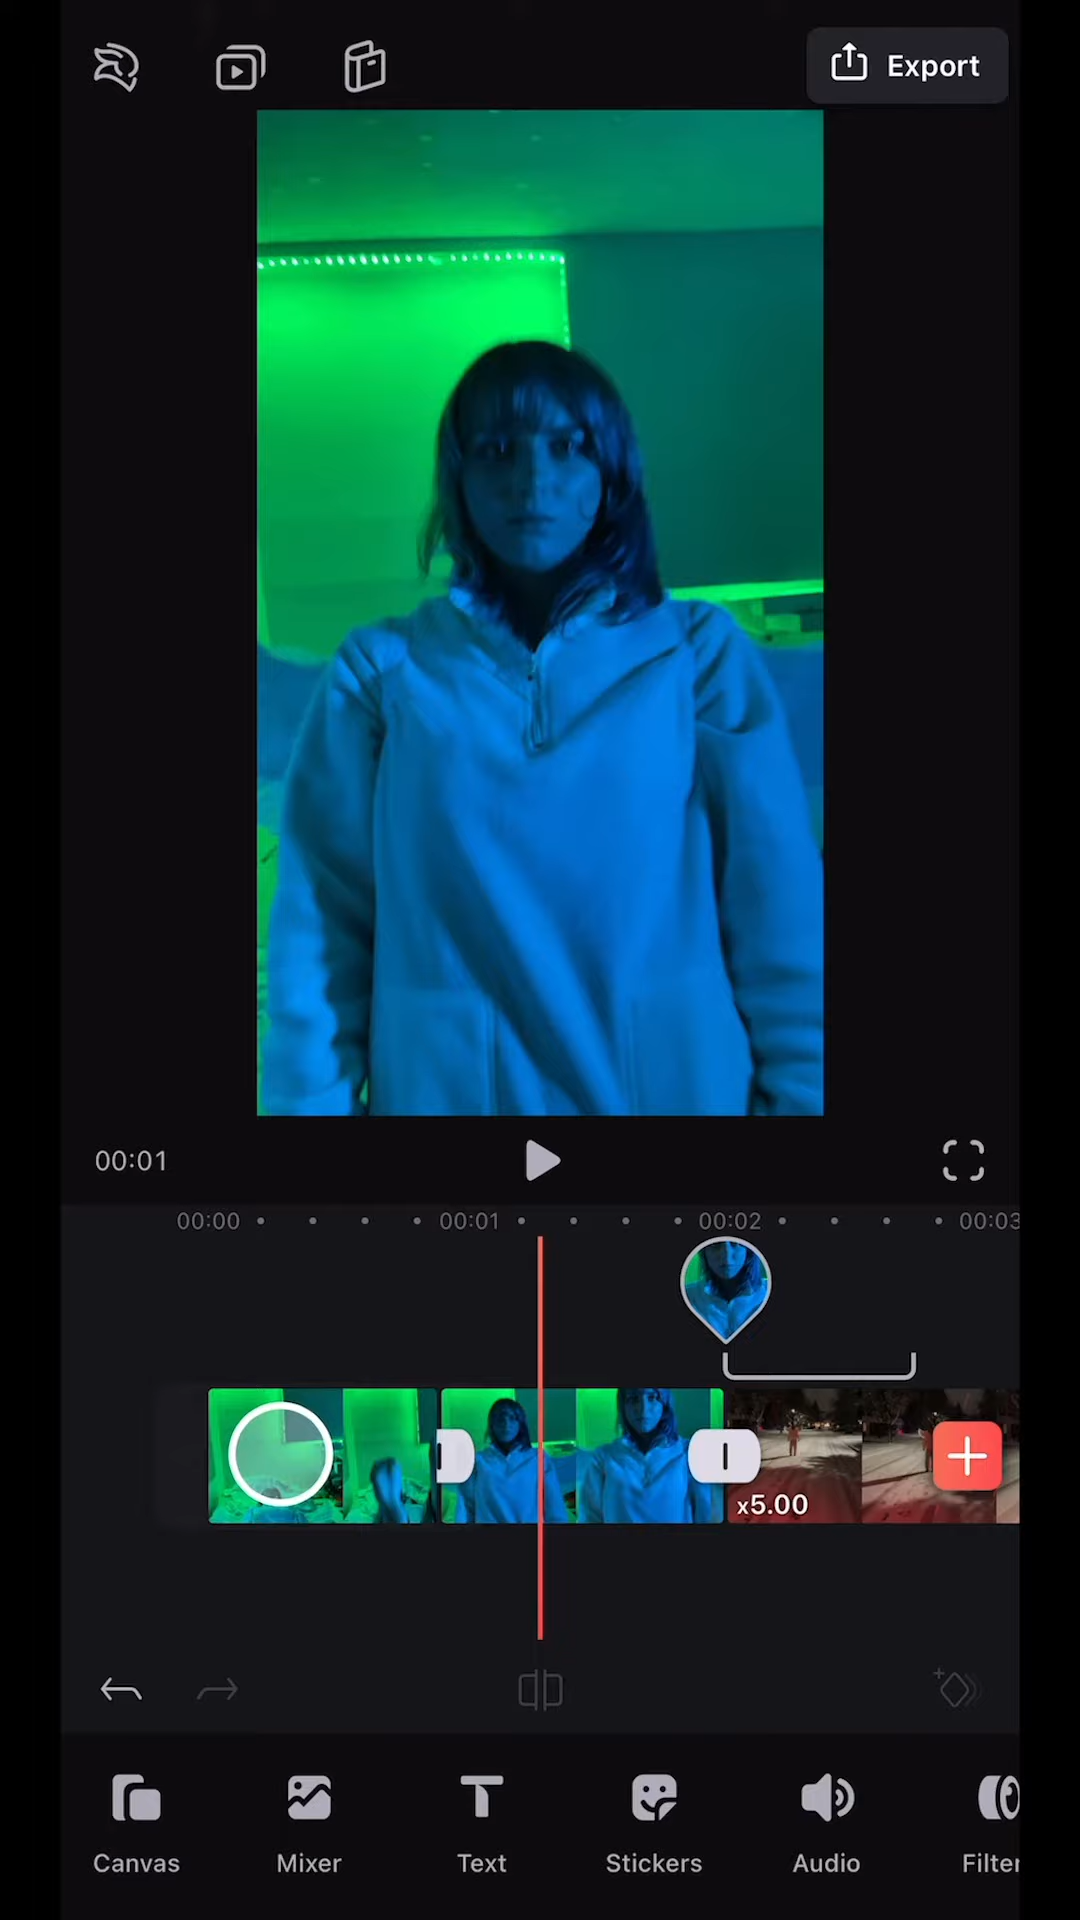 Export
00:01
00:00 00:01 00:02 00:03
x5.00
Canvas Mixer Text Stickers Audio Filter